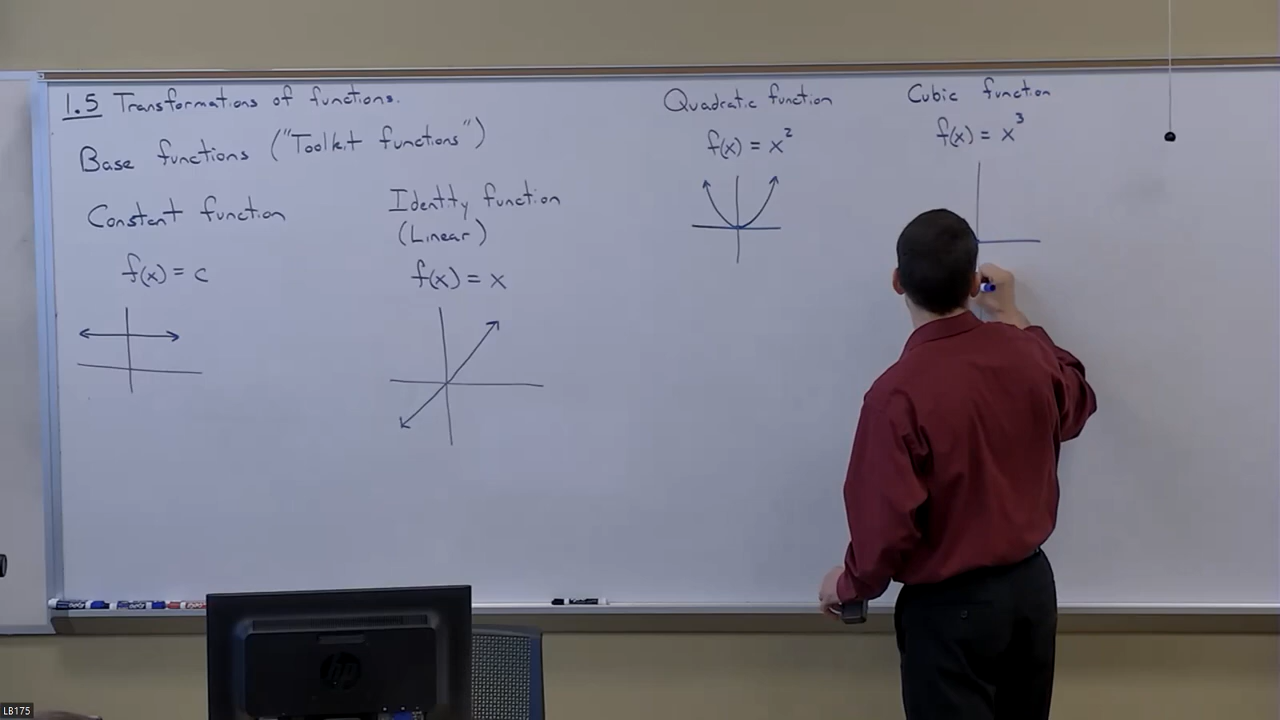 1.5 Transformations of functions.
Base functions ("Toolkit functions")
Constant function
f(x) = c
Identity function
(Linear)
f(x) = x
Quadratic function
f(x) = x²
Cubic function
f(x) = x³
hp
LB175